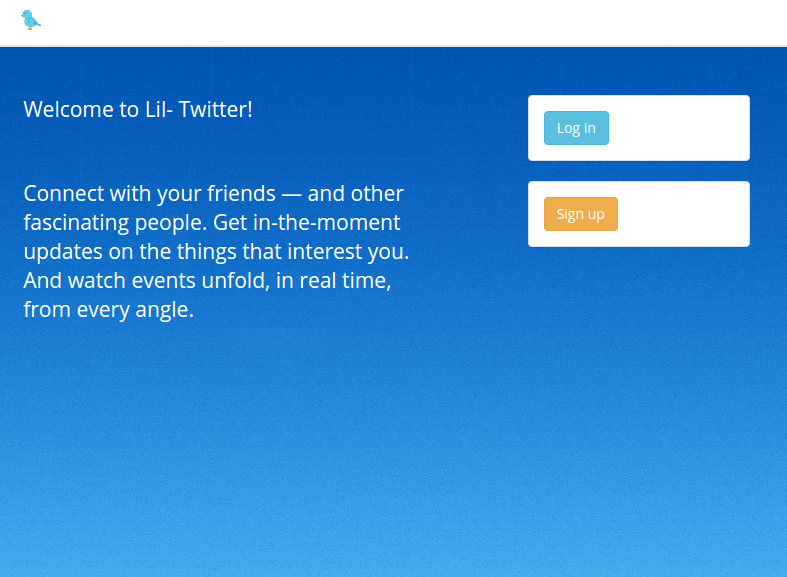 Welcome to Lil- Twitter!
Log in
Connect with your friends — and other
fascinating people. Get in-the-moment
updates on the things that interest you.
And watch events unfold, in real time,
from every angle.
Sign up